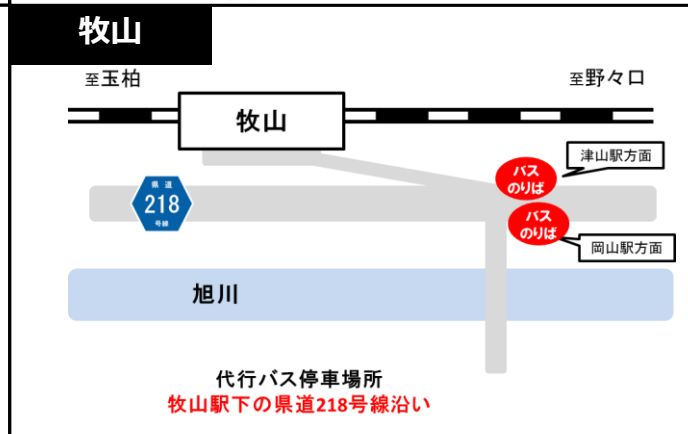 牧山
至玉柏
至野々口
牧山
津山駅方面
バス
のりば
県道
218
号線
バス
のりば
岡山駅方面
旭川
代行バス停車場所
牧山駅下の県道218号線沿い